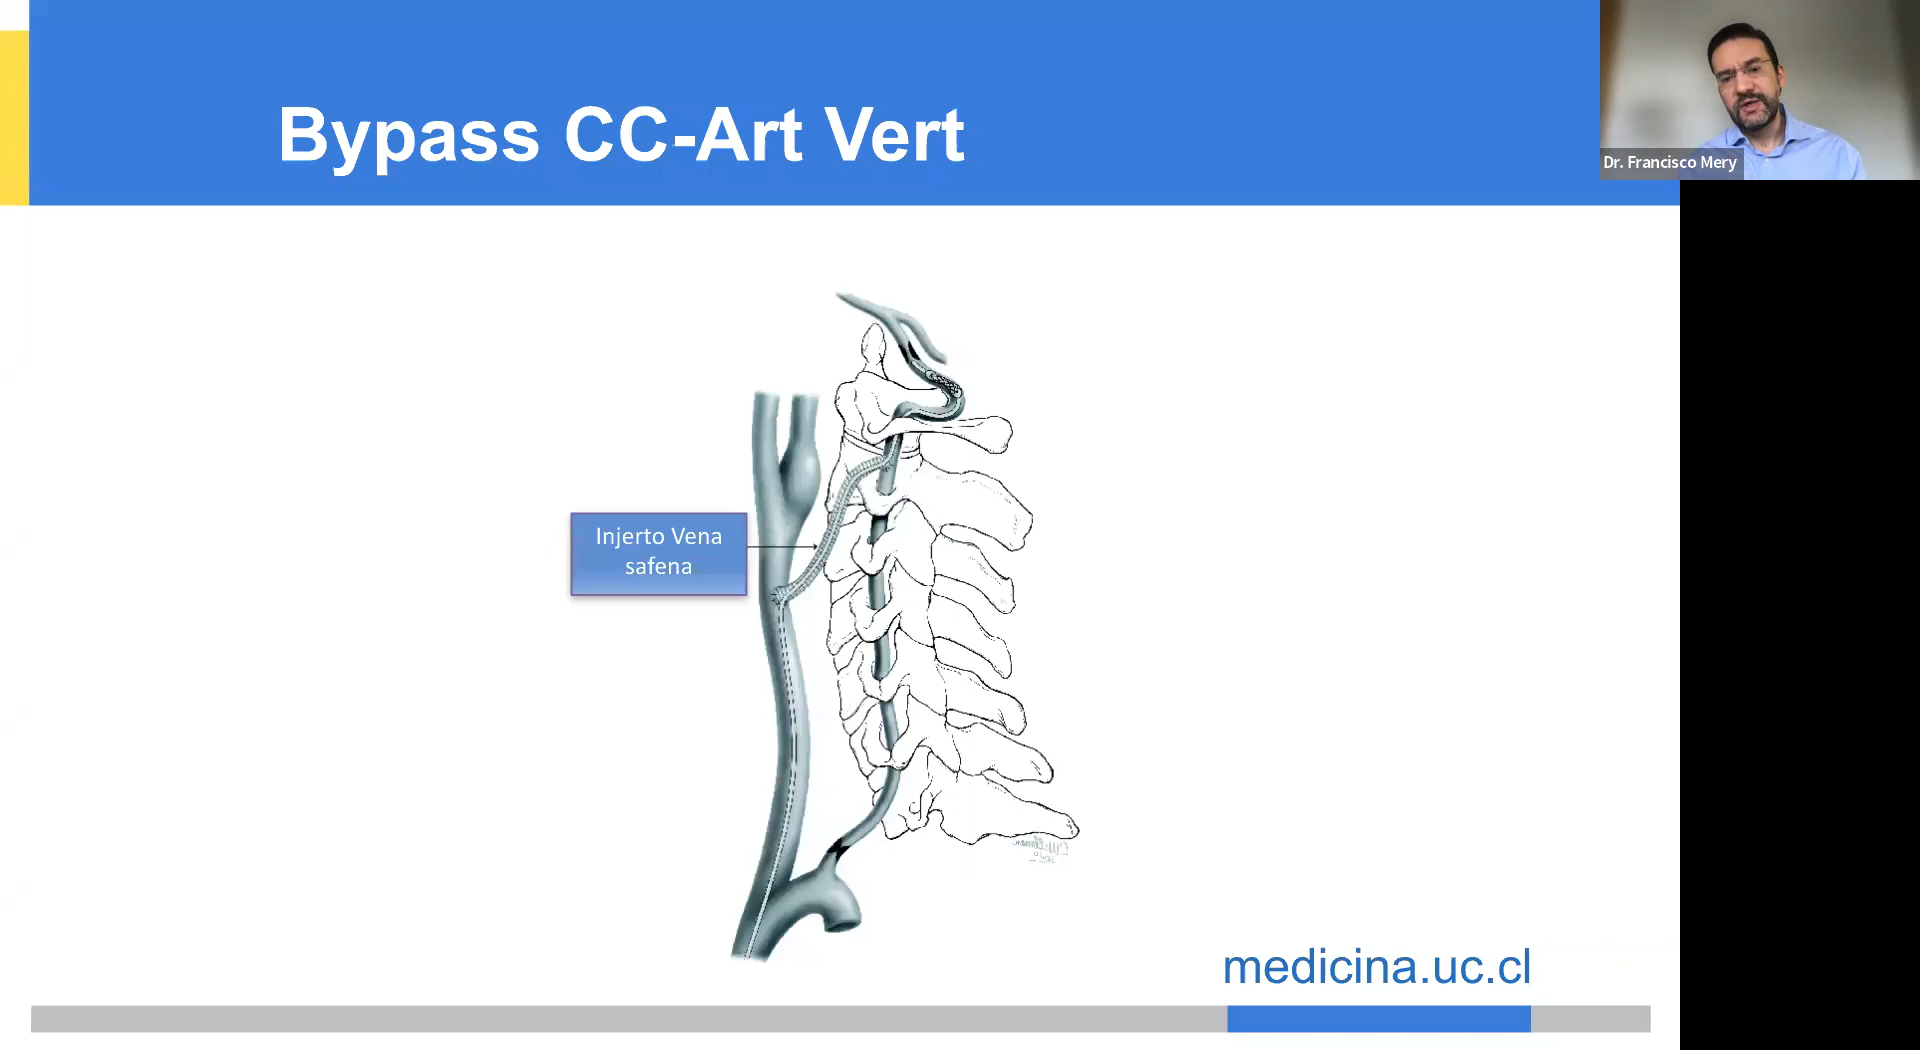 Bypass CC-Art Vert
Dr. Francisco Mery
Injerto Vena
safena
medicina.uc.cl